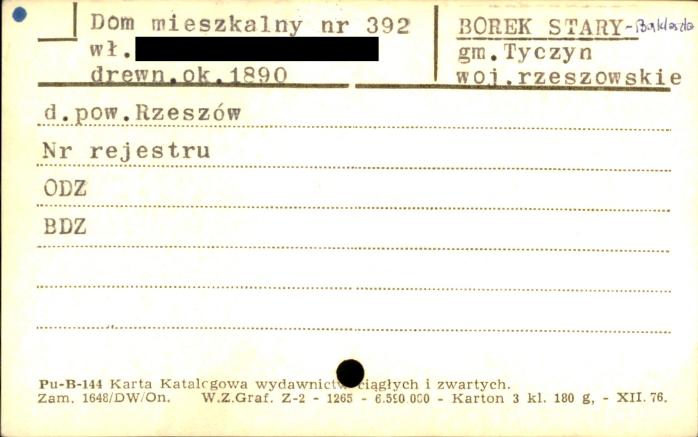 Dom mieszkalny nr 392
wł.
drewn.ok.1890
BOREK STARY-
gm.Tyczyn
woj.rzeszowskie
d.pow.Rzeszów
Nr rejestru
ODZ
BDZ
Pu-B-144 Karta Katalogowa wydawnictw ciągłych i zwartych.
Zam. 1648/DW/On. W.Z.Graf. Z-2 - 1265 - 6.590.000 - Karton 3 kl. 180 g, - XII. 76.